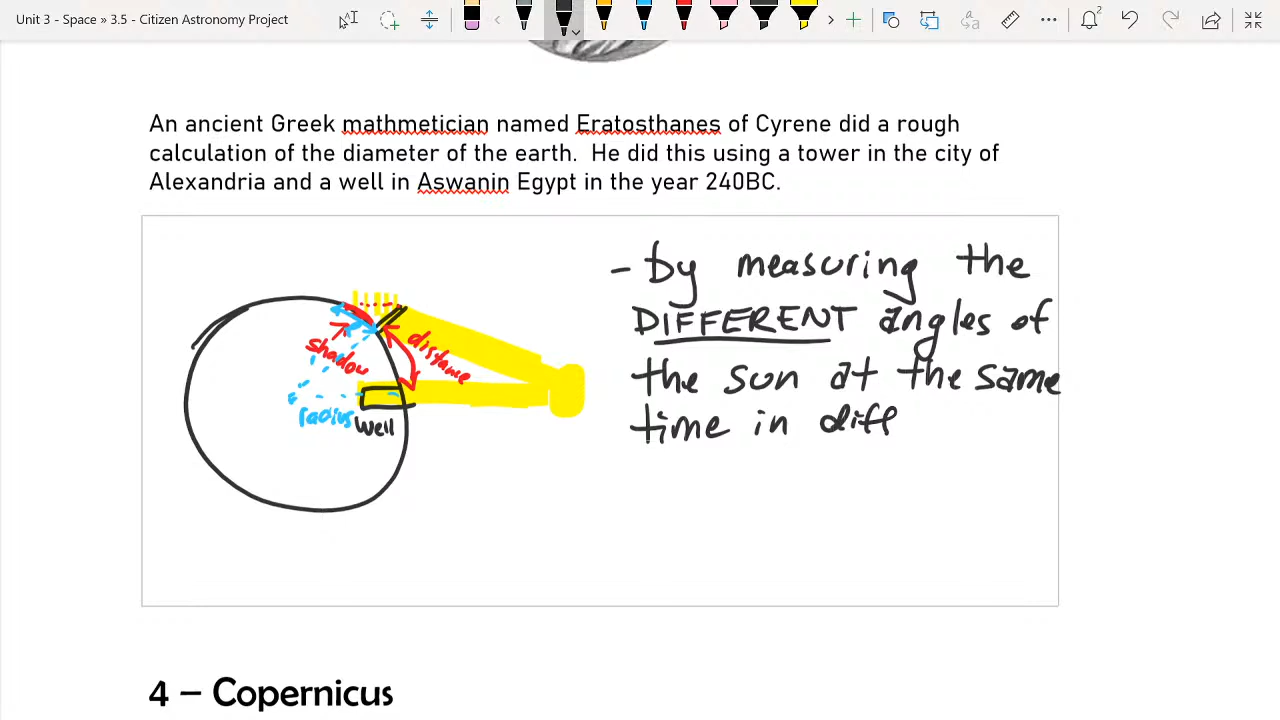 Unit 3 - Space » 3.5 - Citizen Astronomy Project
2
An ancient Greek mathmetician named Eratosthanes of Cyrene did a rough
calculation of the diameter of the earth.  He did this using a tower in the city of
Alexandria and a well in Aswanin Egypt in the year 240BC.
shadow
distance
radius
well
- by measuring the
DIFFERENT angles of
the sun at the same
time in diff
4 – Copernicus